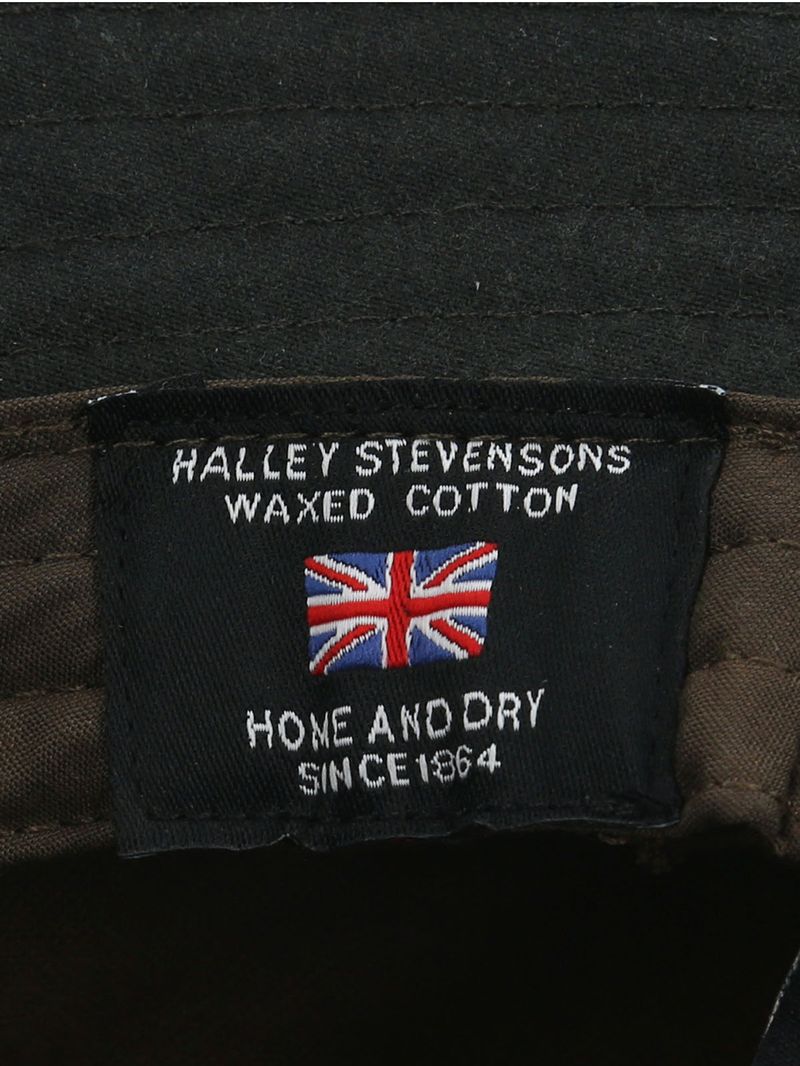 HALLEY STEVENSONS
WAXED COTTON
HOME AND DRY
SINCE 1864